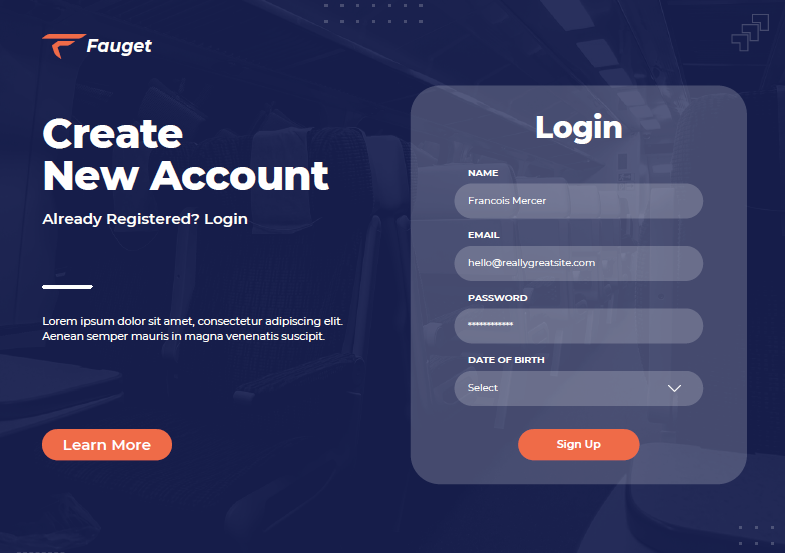 Fauget
Create
New Account
Already Registered? Login
Lorem ipsum dolor sit amet, consectetur adipiscing elit.
Aenean semper mauris in magna venenatis suscipit.
Learn More
Login
NAME
Francois Mercer
EMAIL
hello@reallygreatsite.com
PASSWORD
************
DATE OF BIRTH
Select
Sign Up